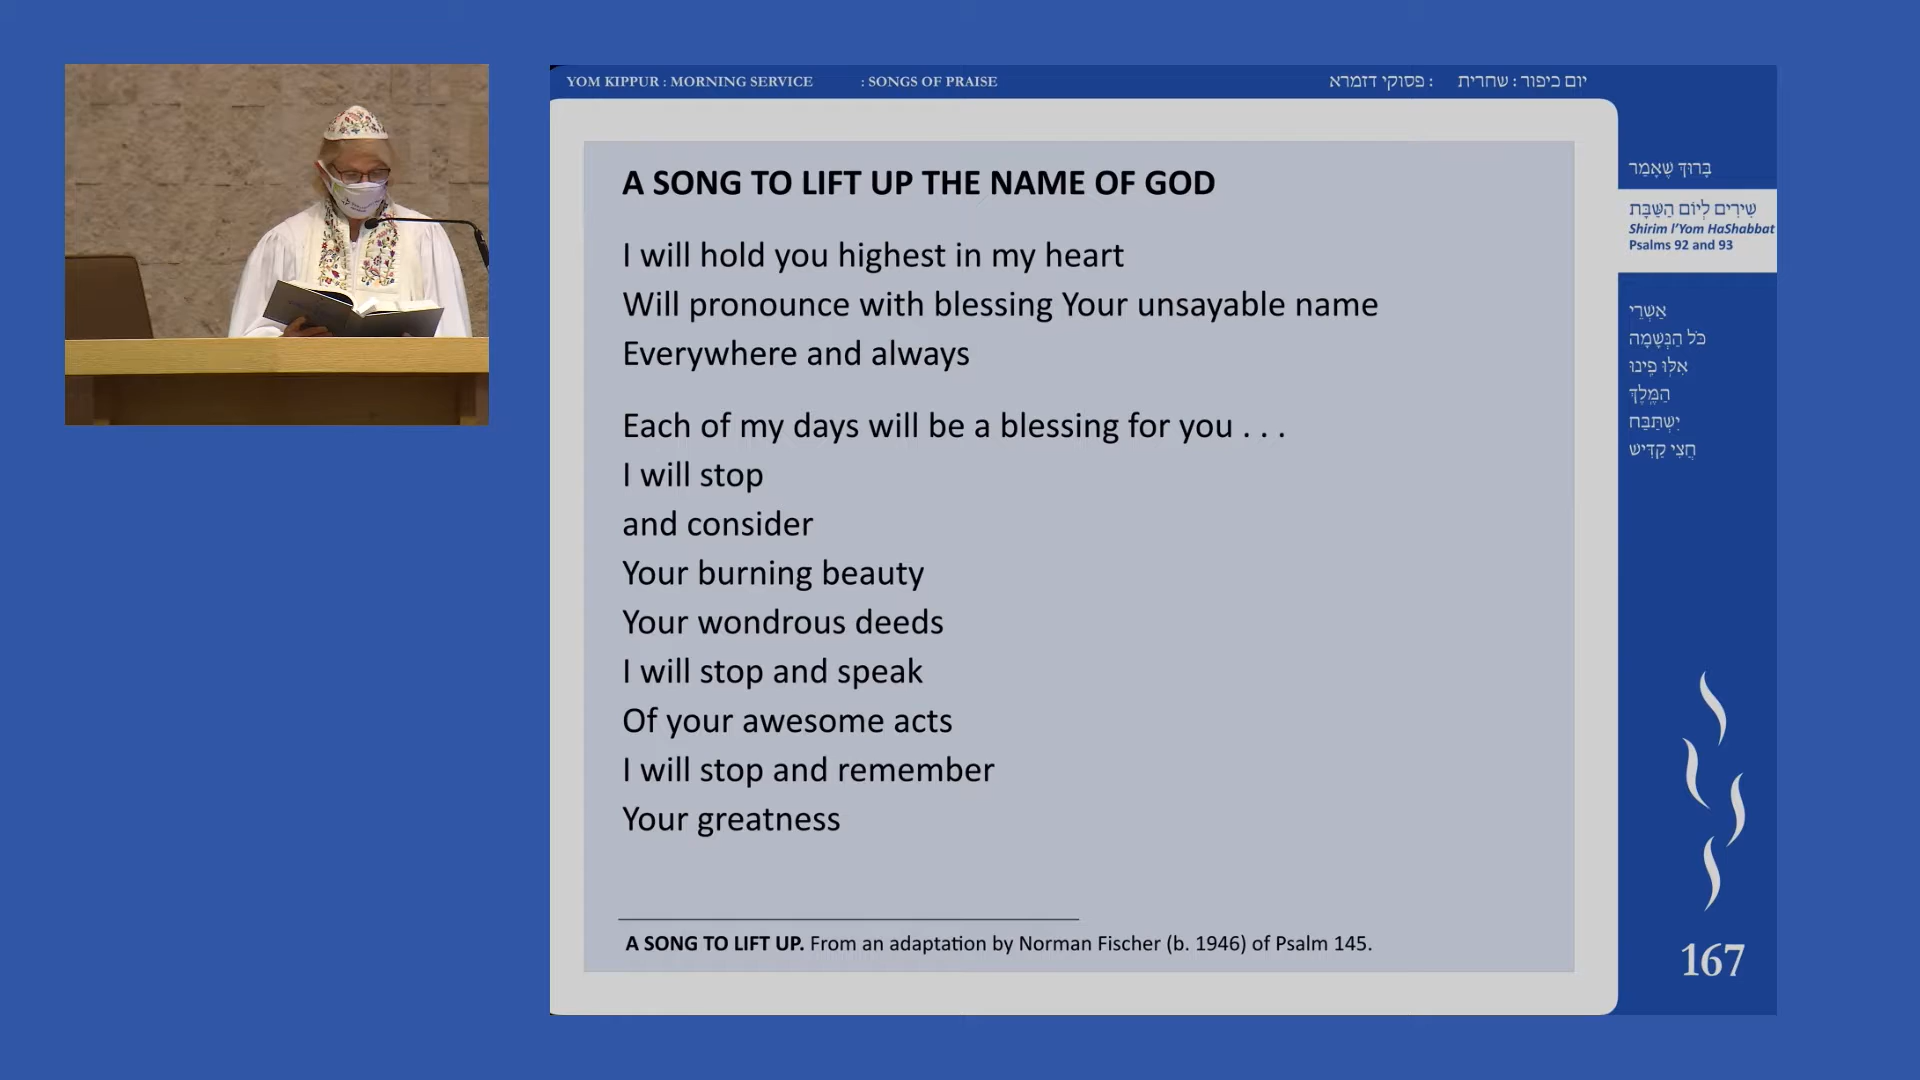 YOM KIPPUR : MORNING SERVICE : SONGS OF PRAISE
יום כיפור : שחרית : פסוקי דזמרא
A SONG TO LIFT UP THE NAME OF GOD
I will hold you highest in my heart
Will pronounce with blessing Your unsayable name
Everywhere and always
Each of my days will be a blessing for you . . .
I will stop
and consider
Your burning beauty
Your wondrous deeds
I will stop and speak
Of your awesome acts
I will stop and remember
Your greatness
A SONG TO LIFT UP. From an adaptation by Norman Fischer (b. 1946) of Psalm 145.
בָּרוּךְ שֶׁאָמַר
שִׁירִים לְיוֹם הַשַּׁבָּת
Shirim l'Yom HaShabbat
Psalms 92 and 93
אַשְׁרֵי
כֹּל הַנְּשָׁמָה
אִלּוּ פִֽינוּ
הַמֶּֽלֶךְ
יִשְׁתַּבַּח
חֲצִי קַדִּישׁ
167